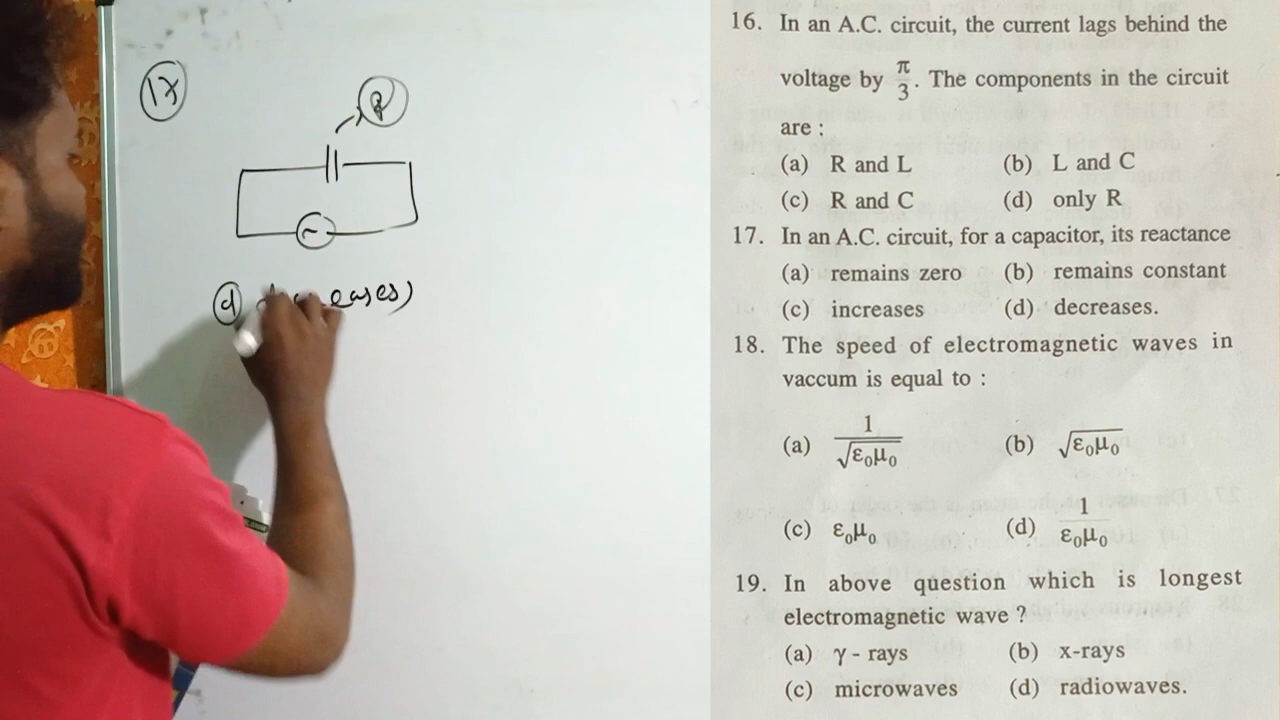 17
(d) decreases)
16. In an A.C. circuit, the current lags behind the
voltage by π/3. The components in the circuit
are :
(a) R and L (b) L and C
(c) R and C (d) only R
17. In an A.C. circuit, for a capacitor, its reactance
(a) remains zero (b) remains constant
(c) increases (d) decreases.
18. The speed of electromagnetic waves in
vaccum is equal to :
(a) 1/√ε₀μ₀ (b) √ε₀μ₀
(c) ε₀μ₀ (d) 1/ε₀μ₀
19. In above question which is longest
electromagnetic wave ?
(a) γ - rays (b) x-rays
(c) microwaves (d) radiowaves.